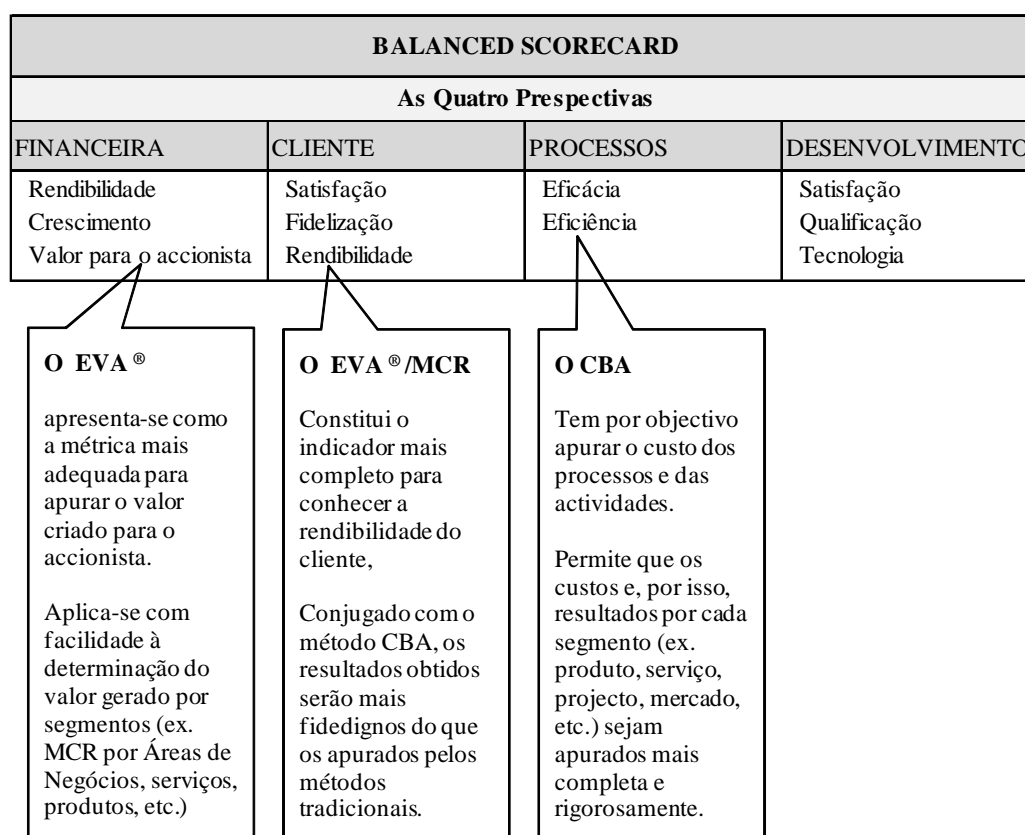 BALANCED SCORECARD
As Quatro Prespectivas
FINANCEIRA
CLIENTE
PROCESSOS
DESENVOLVIMENTO
Rendibilidade
Crescimento
Valor para o accionista
Satisfação
Fidelização
Rendibilidade
Eficácia
Eficiência
Satisfação
Qualificação
Tecnologia
O EVA ®
apresenta-se como
a métrica mais
adequada para
apurar o valor
criado para o
accionista.
Aplica-se com
facilidade à
determinação do
valor gerado por
segmentos (ex.
MCR por Áreas de
Negócios, serviços,
produtos, etc.)
O EVA ®/MCR
Constitui o
indicador mais
completo para
conhecer a
rendibilidade do
cliente,
Conjugado com o
método CBA, os
resultados obtidos
serão mais
fidedignos do que
os apurados pelos
métodos
tradicionais.
O CBA
Tem por objectivo
apurar o custo dos
processos e das
actividades.
Permite que os
custos e, por isso,
resultados por cada
segmento (ex.
produto, serviço,
projecto, mercado,
etc.) sejam
apurados mais
completa e
rigorosamente.